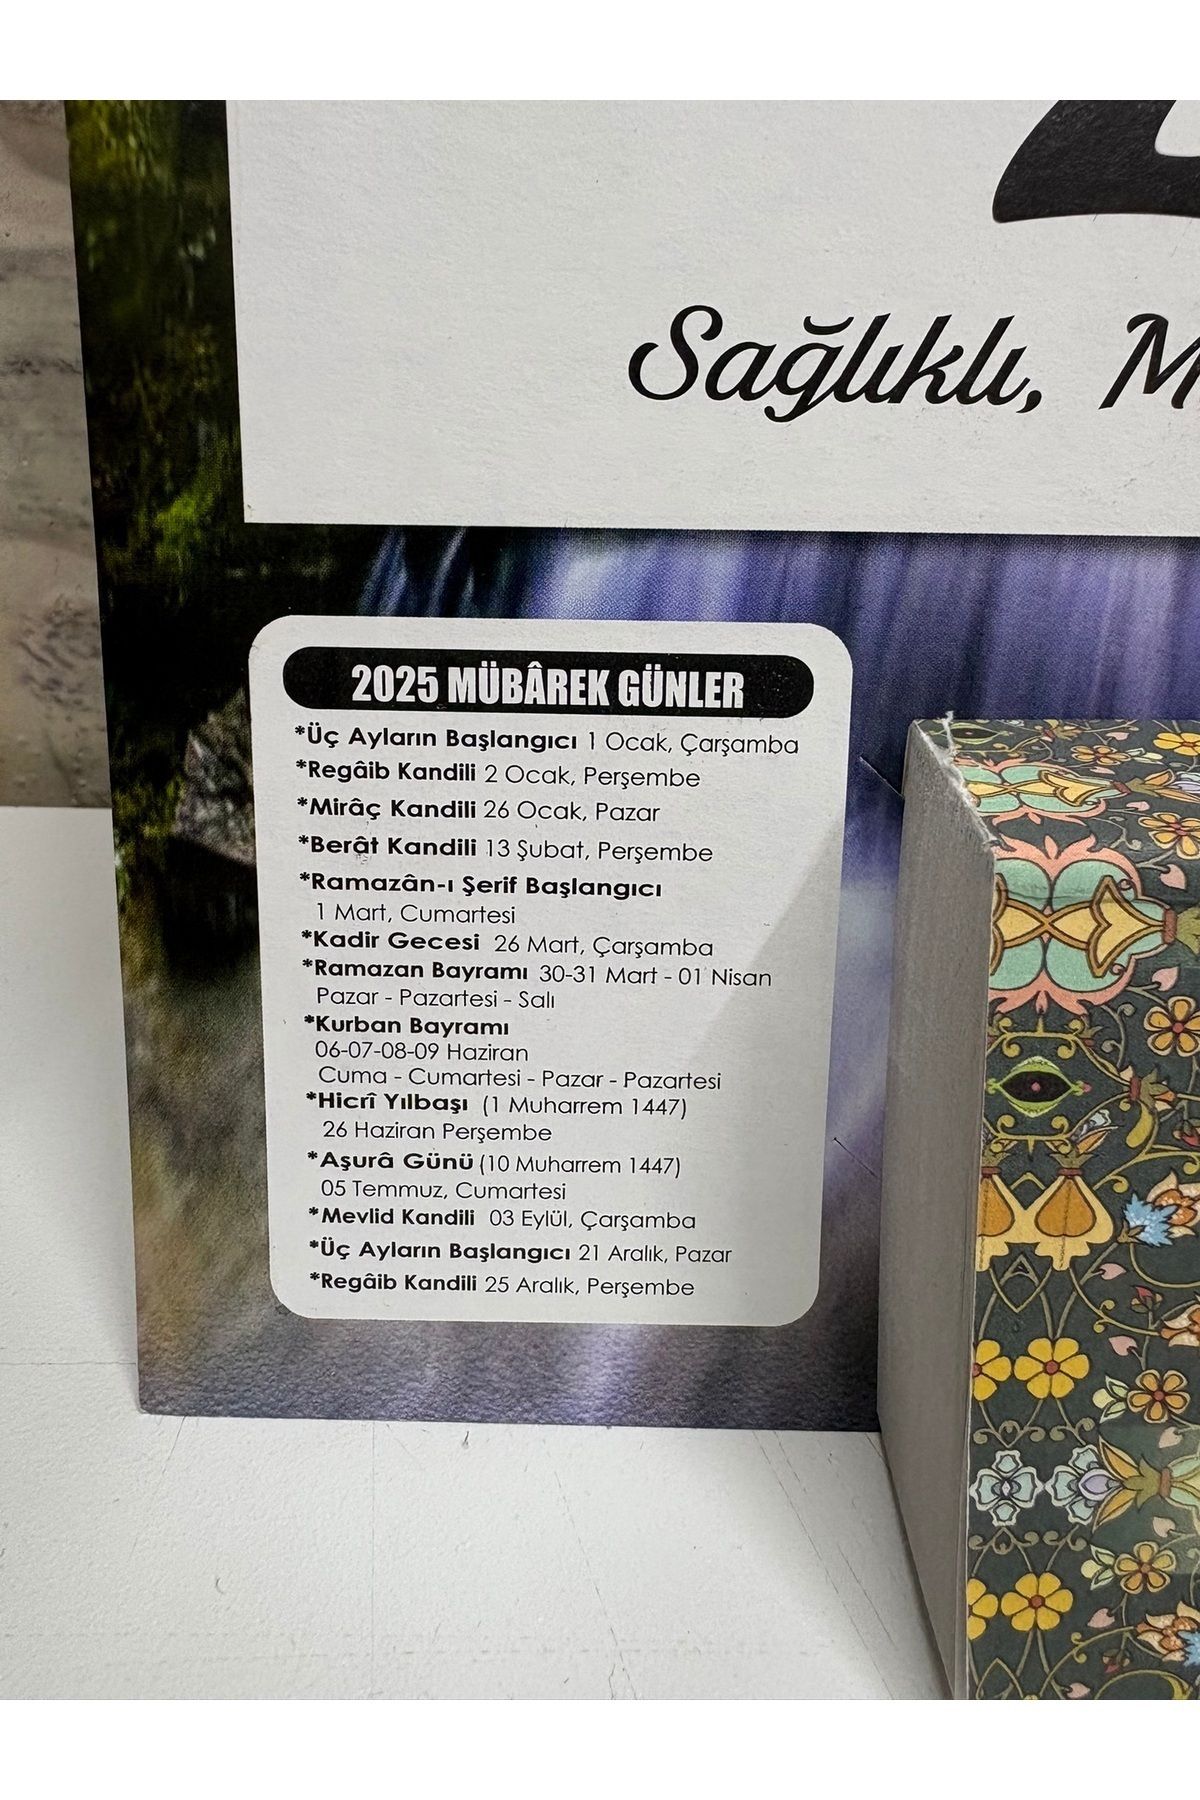 Sağlıklı,
2025 MÜBÂREK GÜNLER
*Üç Ayların Başlangıcı 1 Ocak, Çarşamba
*Regâib Kandili 2 Ocak, Perşembe
*Mirâç Kandili 26 Ocak, Pazar
*Berât Kandili 13 Şubat, Perşembe
*Ramazân-ı Şerif Başlangıcı
1 Mart, Cumartesi
*Kadir Gecesi 26 Mart, Çarşamba
*Ramazan Bayramı 30-31 Mart - 01 Nisan
Pazar - Pazartesi - Salı
*Kurban Bayramı
06-07-08-09 Haziran
Cuma - Cumartesi - Pazar - Pazartesi
*Hicrî Yılbaşı (1 Muharrem 1447)
26 Haziran Perşembe
*Aşurâ Günü (10 Muharrem 1447)
05 Temmuz, Cumartesi
*Mevlid Kandili 03 Eylül, Çarşamba
*Üç Ayların Başlangıcı 21 Aralık, Pazar
*Regâib Kandili 25 Aralık, Perşembe